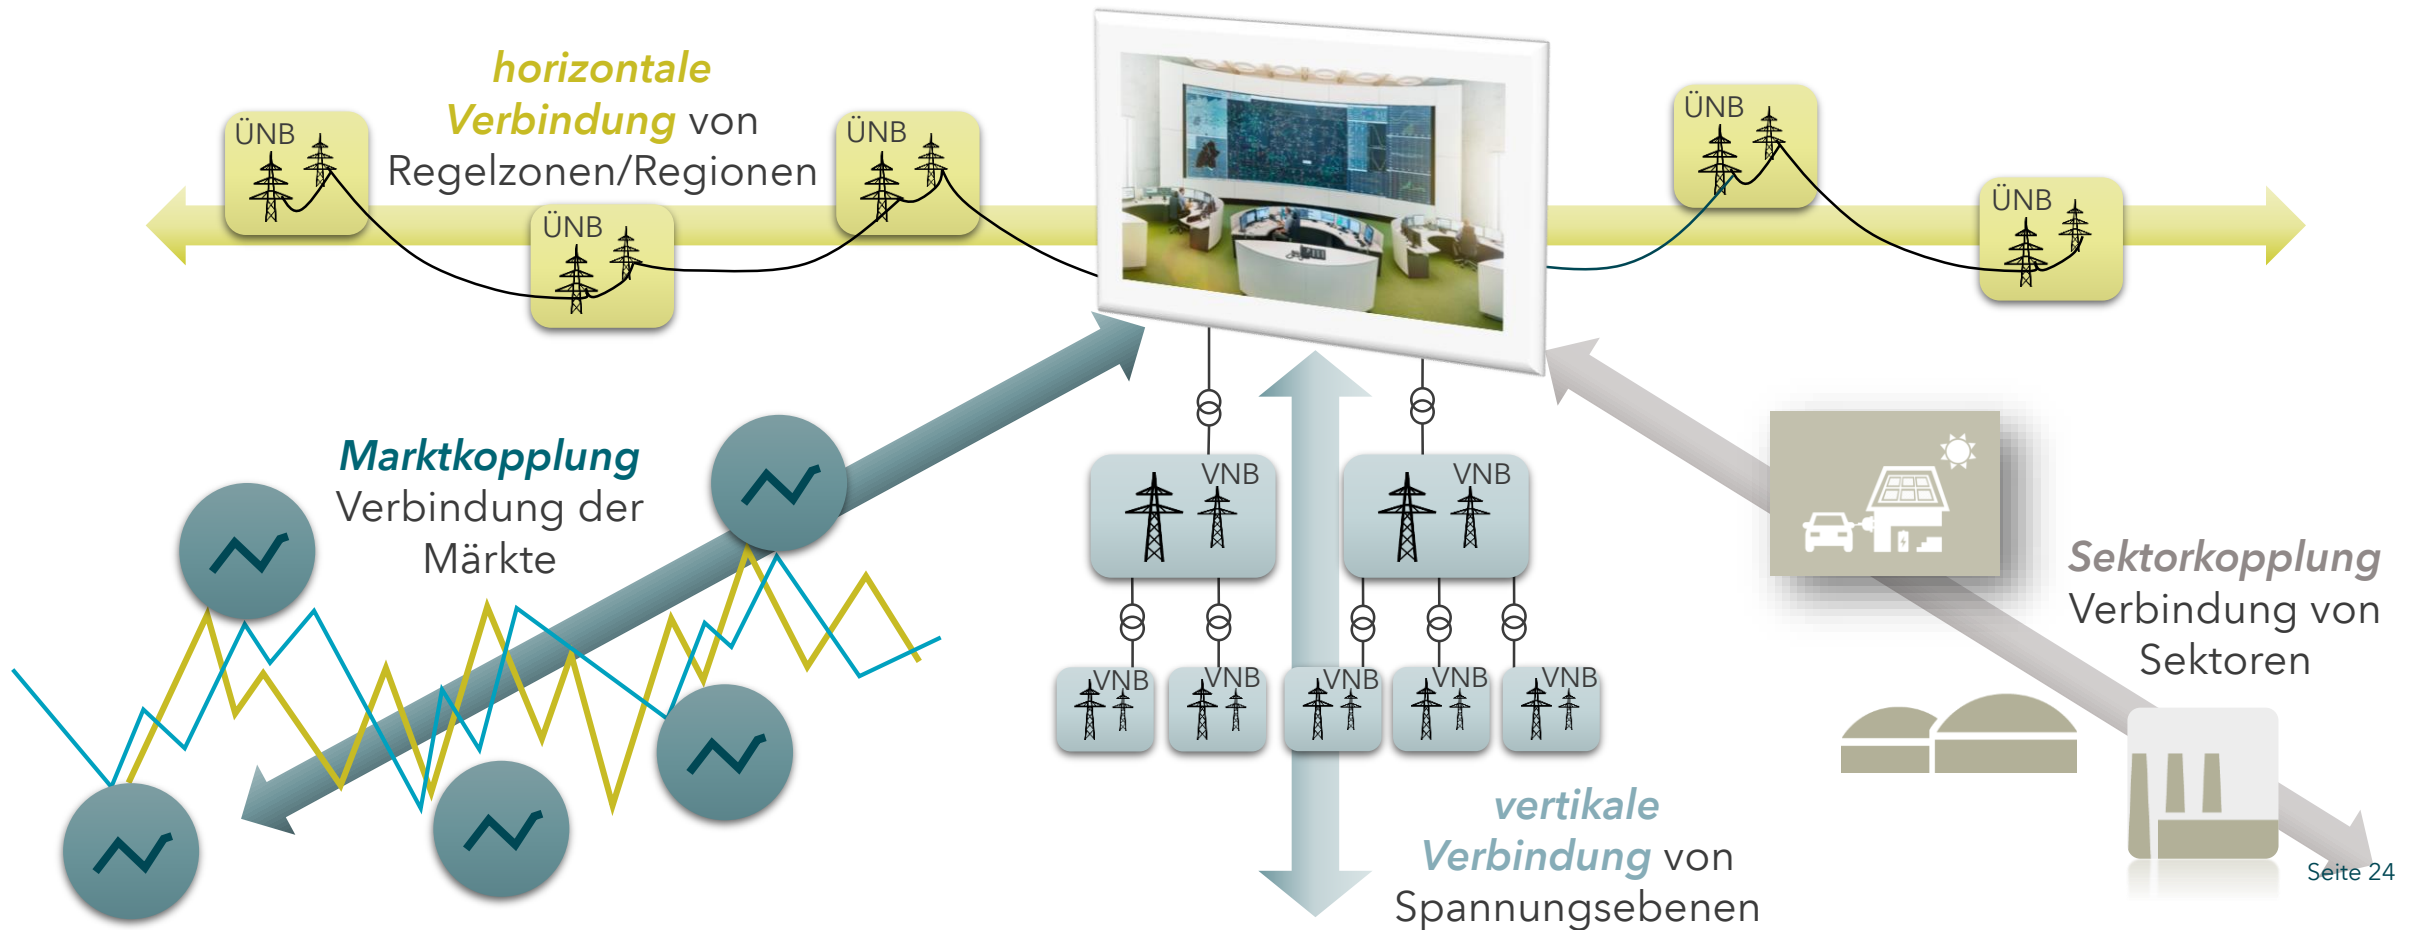 horizontale
Verbindung von
Regelzonen/Regionen
ÜNB
ÜNB
ÜNB
ÜNB
ÜNB
Marktkopplung
Verbindung der
Märkte
VNB
VNB
VNB
VNB
VNB
VNB
VNB
vertikale
Verbindung von
Spannungsebenen
Sektorkopplung
Verbindung von
Sektoren
Seite 24